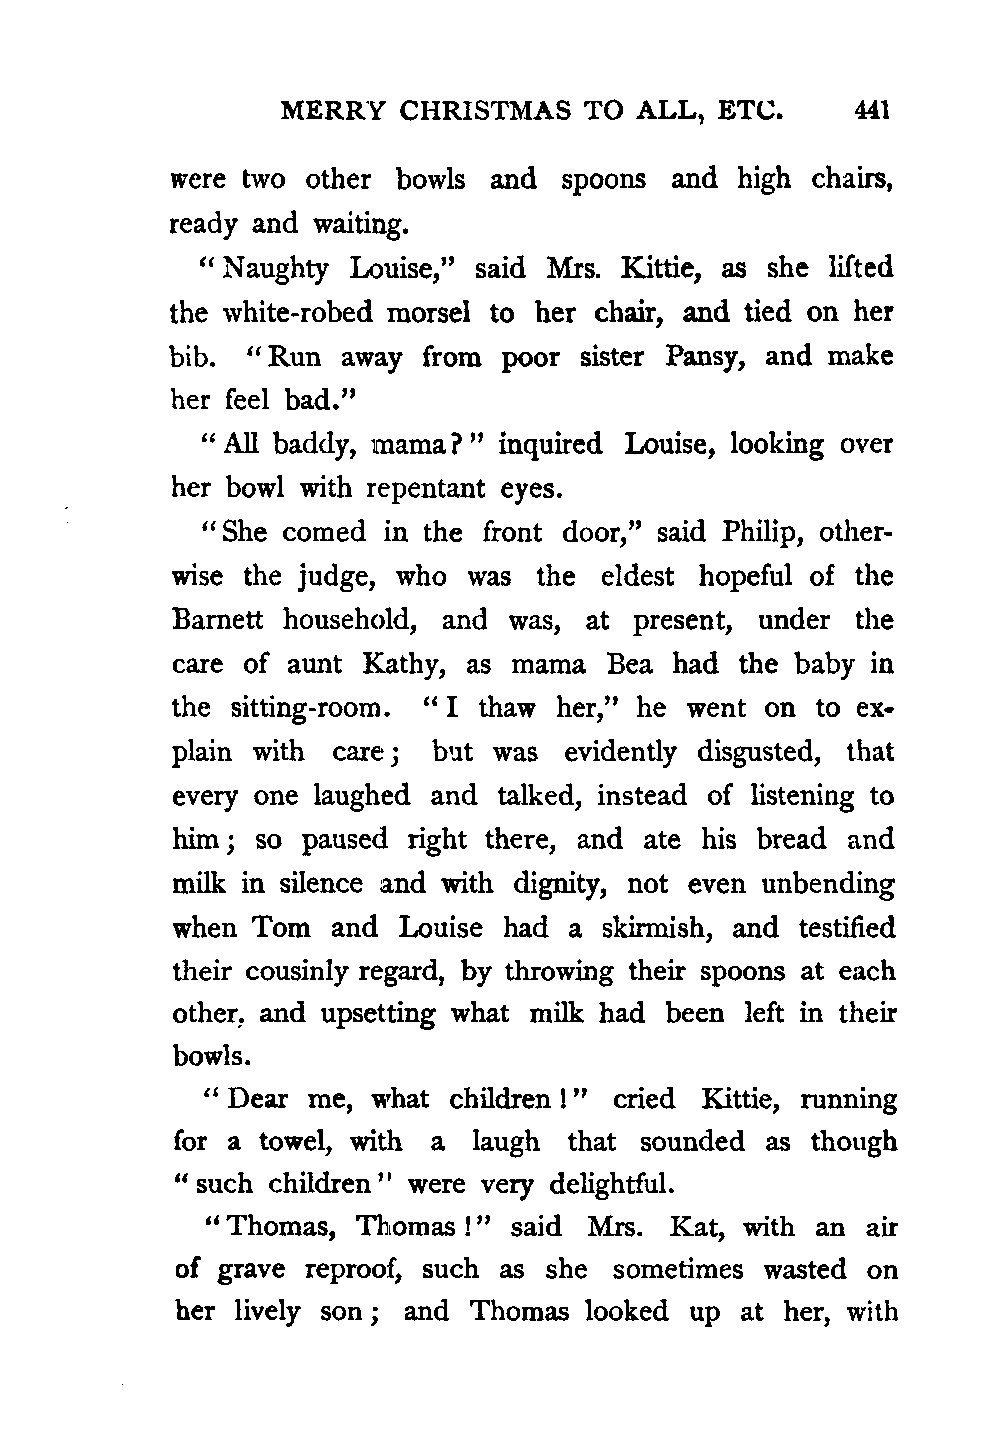 MERRY CHRISTMAS TO ALL, ETC. 441
were two other bowls and spoons and high chairs,
ready and waiting.
"Naughty Louise," said Mrs. Kittie, as she lifted
the white-robed morsel to her chair, and tied on her
bib. "Run away from poor sister Pansy, and make
her feel bad."
"All baddy, mama?" inquired Louise, looking over
her bowl with repentant eyes.
"She comed in the front door," said Philip, other-
wise the judge, who was the eldest hopeful of the
Barnett household, and was, at present, under the
care of aunt Kathy, as mama Bea had the baby in
the sitting-room. "I thaw her," he went on to ex-
plain with care; but was evidently disgusted, that
every one laughed and talked, instead of listening to
him; so paused right there, and ate his bread and
milk in silence and with dignity, not even unbending
when Tom and Louise had a skirmish, and testified
their cousinly regard, by throwing their spoons at each
other, and upsetting what milk had been left in their
bowls.
"Dear me, what children!" cried Kittie, running
for a towel, with a laugh that sounded as though
"such children" were very delightful.
"Thomas, Thomas!" said Mrs. Kat, with an air
of grave reproof, such as she sometimes wasted on
her lively son; and Thomas looked up at her, with